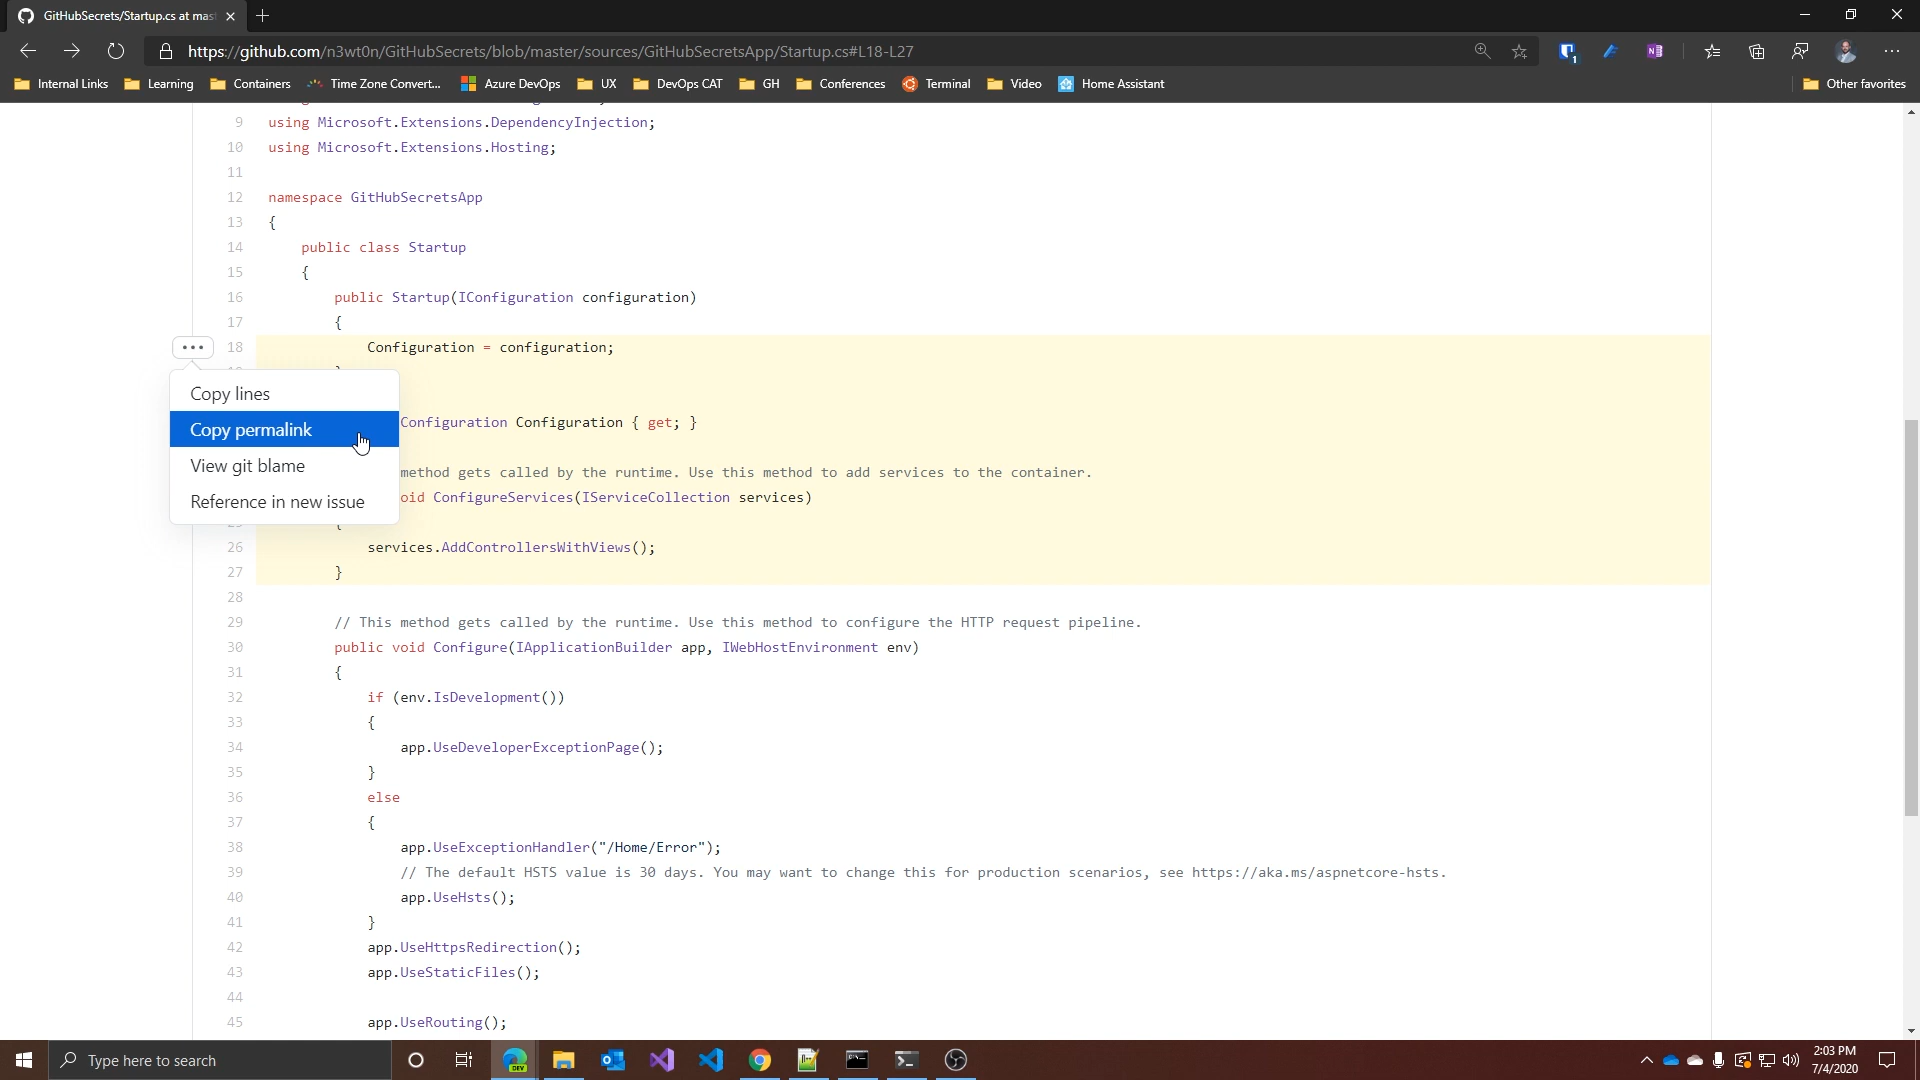 GitHubSecrets/Startup.cs at mas
https://github.com/n3wt0n/GitHubSecrets/blob/master/sources/GitHubSecretsApp/Startup.cs#L18-L27
1
N
Internal Links Learning Containers Time Zone Convert... Azure DevOps UX DevOps CAT GH Conferences Terminal Video Home Assistant Other favorites
9 using Microsoft.Extensions.DependencyInjection;
10 using Microsoft.Extensions.Hosting;
11
12 namespace GitHubSecretsApp
13 {
14 public class Startup
15 {
16 public Startup(IConfiguration configuration)
17 {
18 Configuration = configuration;
Copy lines
Copy permalink
View git blame
Reference in new issue
Configuration Configuration { get; }
method gets called by the runtime. Use this method to add services to the container.
oid ConfigureServices(IServiceCollection services)
26 services.AddControllersWithViews();
27 }
28
29 // This method gets called by the runtime. Use this method to configure the HTTP request pipeline.
30 public void Configure(IApplicationBuilder app, IWebHostEnvironment env)
31 {
32 if (env.IsDevelopment())
33 {
34 app.UseDeveloperExceptionPage();
35 }
36 else
37 {
38 app.UseExceptionHandler("/Home/Error");
39 // The default HSTS value is 30 days. You may want to change this for production scenarios, see https://aka.ms/aspnetcore-hsts.
40 app.UseHsts();
41 }
42 app.UseHttpsRedirection();
43 app.UseStaticFiles();
44
45 app.UseRouting();
Type here to search
DEV
2:03 PM
7/4/2020